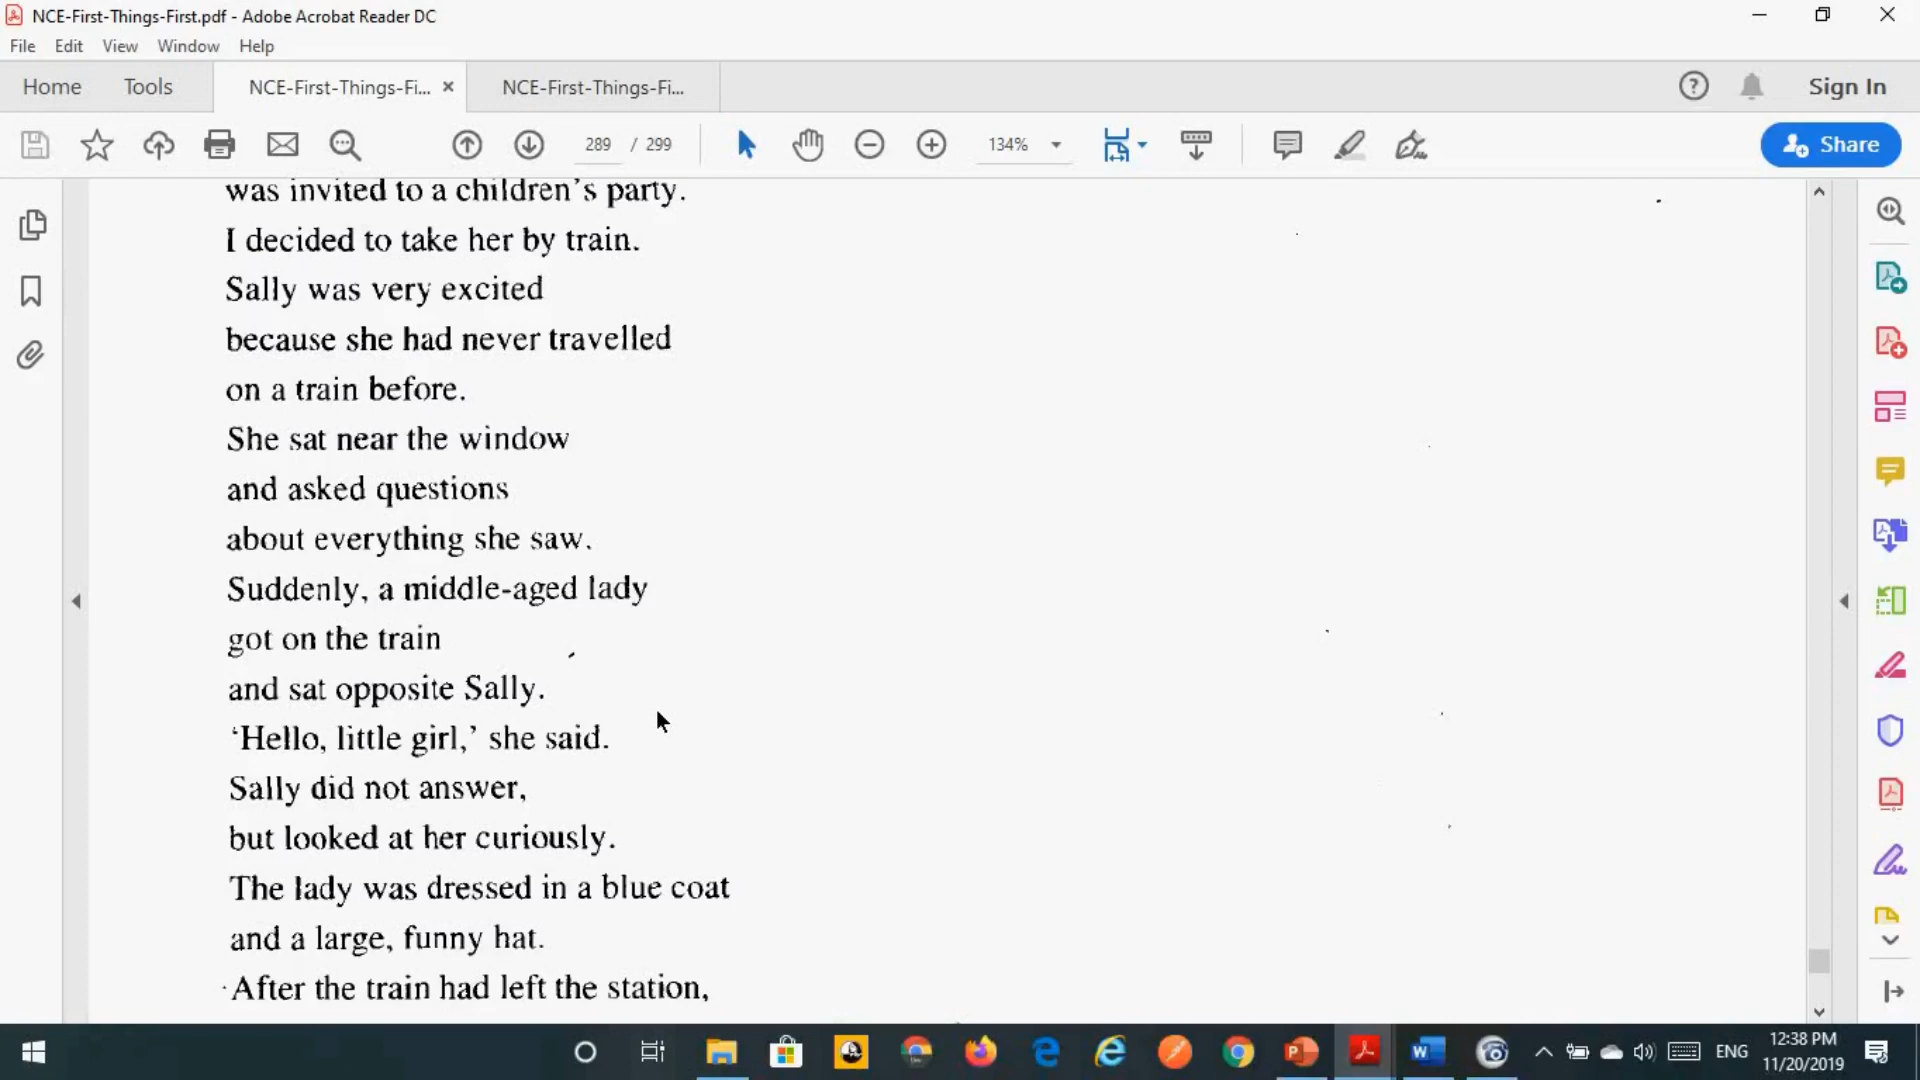 NCE-First-Things-First.pdf - Adobe Acrobat Reader DC
File Edit View Window Help
Home Tools NCE-First-Things-Fi... × NCE-First-Things-Fi... Sign In
289 / 299 134% Share
was invited to a children's party.
I decided to take her by train.
Sally was very excited
because she had never travelled
on a train before.
She sat near the window
and asked questions
about everything she saw.
Suddenly, a middle-aged lady
got on the train
and sat opposite Sally.
‘Hello, little girl,’ she said.
Sally did not answer,
but looked at her curiously.
The lady was dressed in a blue coat
and a large, funny hat.
After the train had left the station,
ENG
12:38 PM
11/20/2019